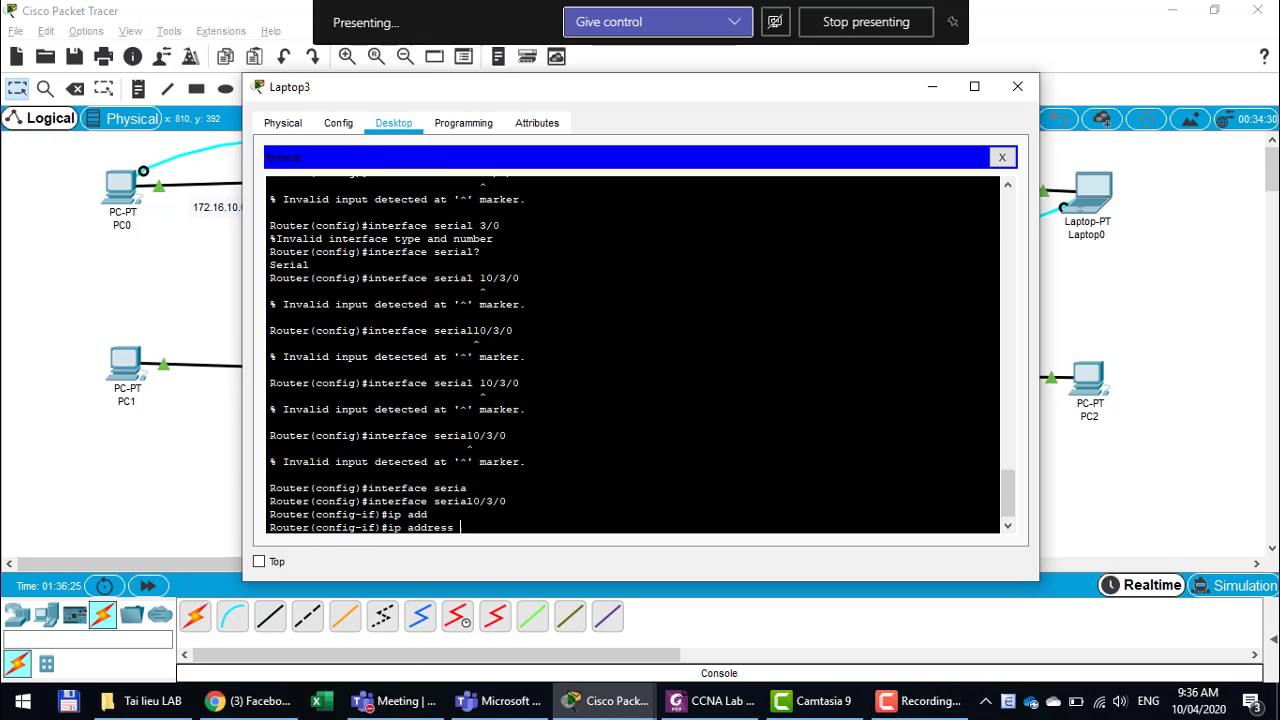 Cisco Packet Tracer
Presenting...
Give control
Stop presenting
File Edit Options View Tools Extensions Help
Laptop3
Logical
Physical
x: 810, y: 392
00:34:30
Physical Config Desktop Programming Attributes
Terminal
X
^
% Invalid input detected at '^' marker.
Router(config)#interface serial 3/0
%Invalid interface type and number
Router(config)#interface serial?
Serial
Router(config)#interface serial 10/3/0
^
% Invalid input detected at '^' marker.
Router(config)#interface serial10/3/0
^
% Invalid input detected at '^' marker.
Router(config)#interface serial 10/3/0
^
% Invalid input detected at '^' marker.
Router(config)#interface serial0/3/0
^
% Invalid input detected at '^' marker.
Router(config)#interface seria
Router(config)#interface serial0/3/0
Router(config-if)#ip add
Router(config-if)#ip address
Top
PC-PT
PC0
172.16.10.
PC-PT
PC1
Laptop-PT
Laptop0
PC-PT
PC2
Time: 01:36:25
Realtime
Simulation
Console
Tai lieu LAB
(3) Facebo...
Meeting | ...
Microsoft ...
Cisco Pack...
CCNA Lab ...
Camtasia 9
Recording...
ENG
9:36 AM
10/04/2020
3